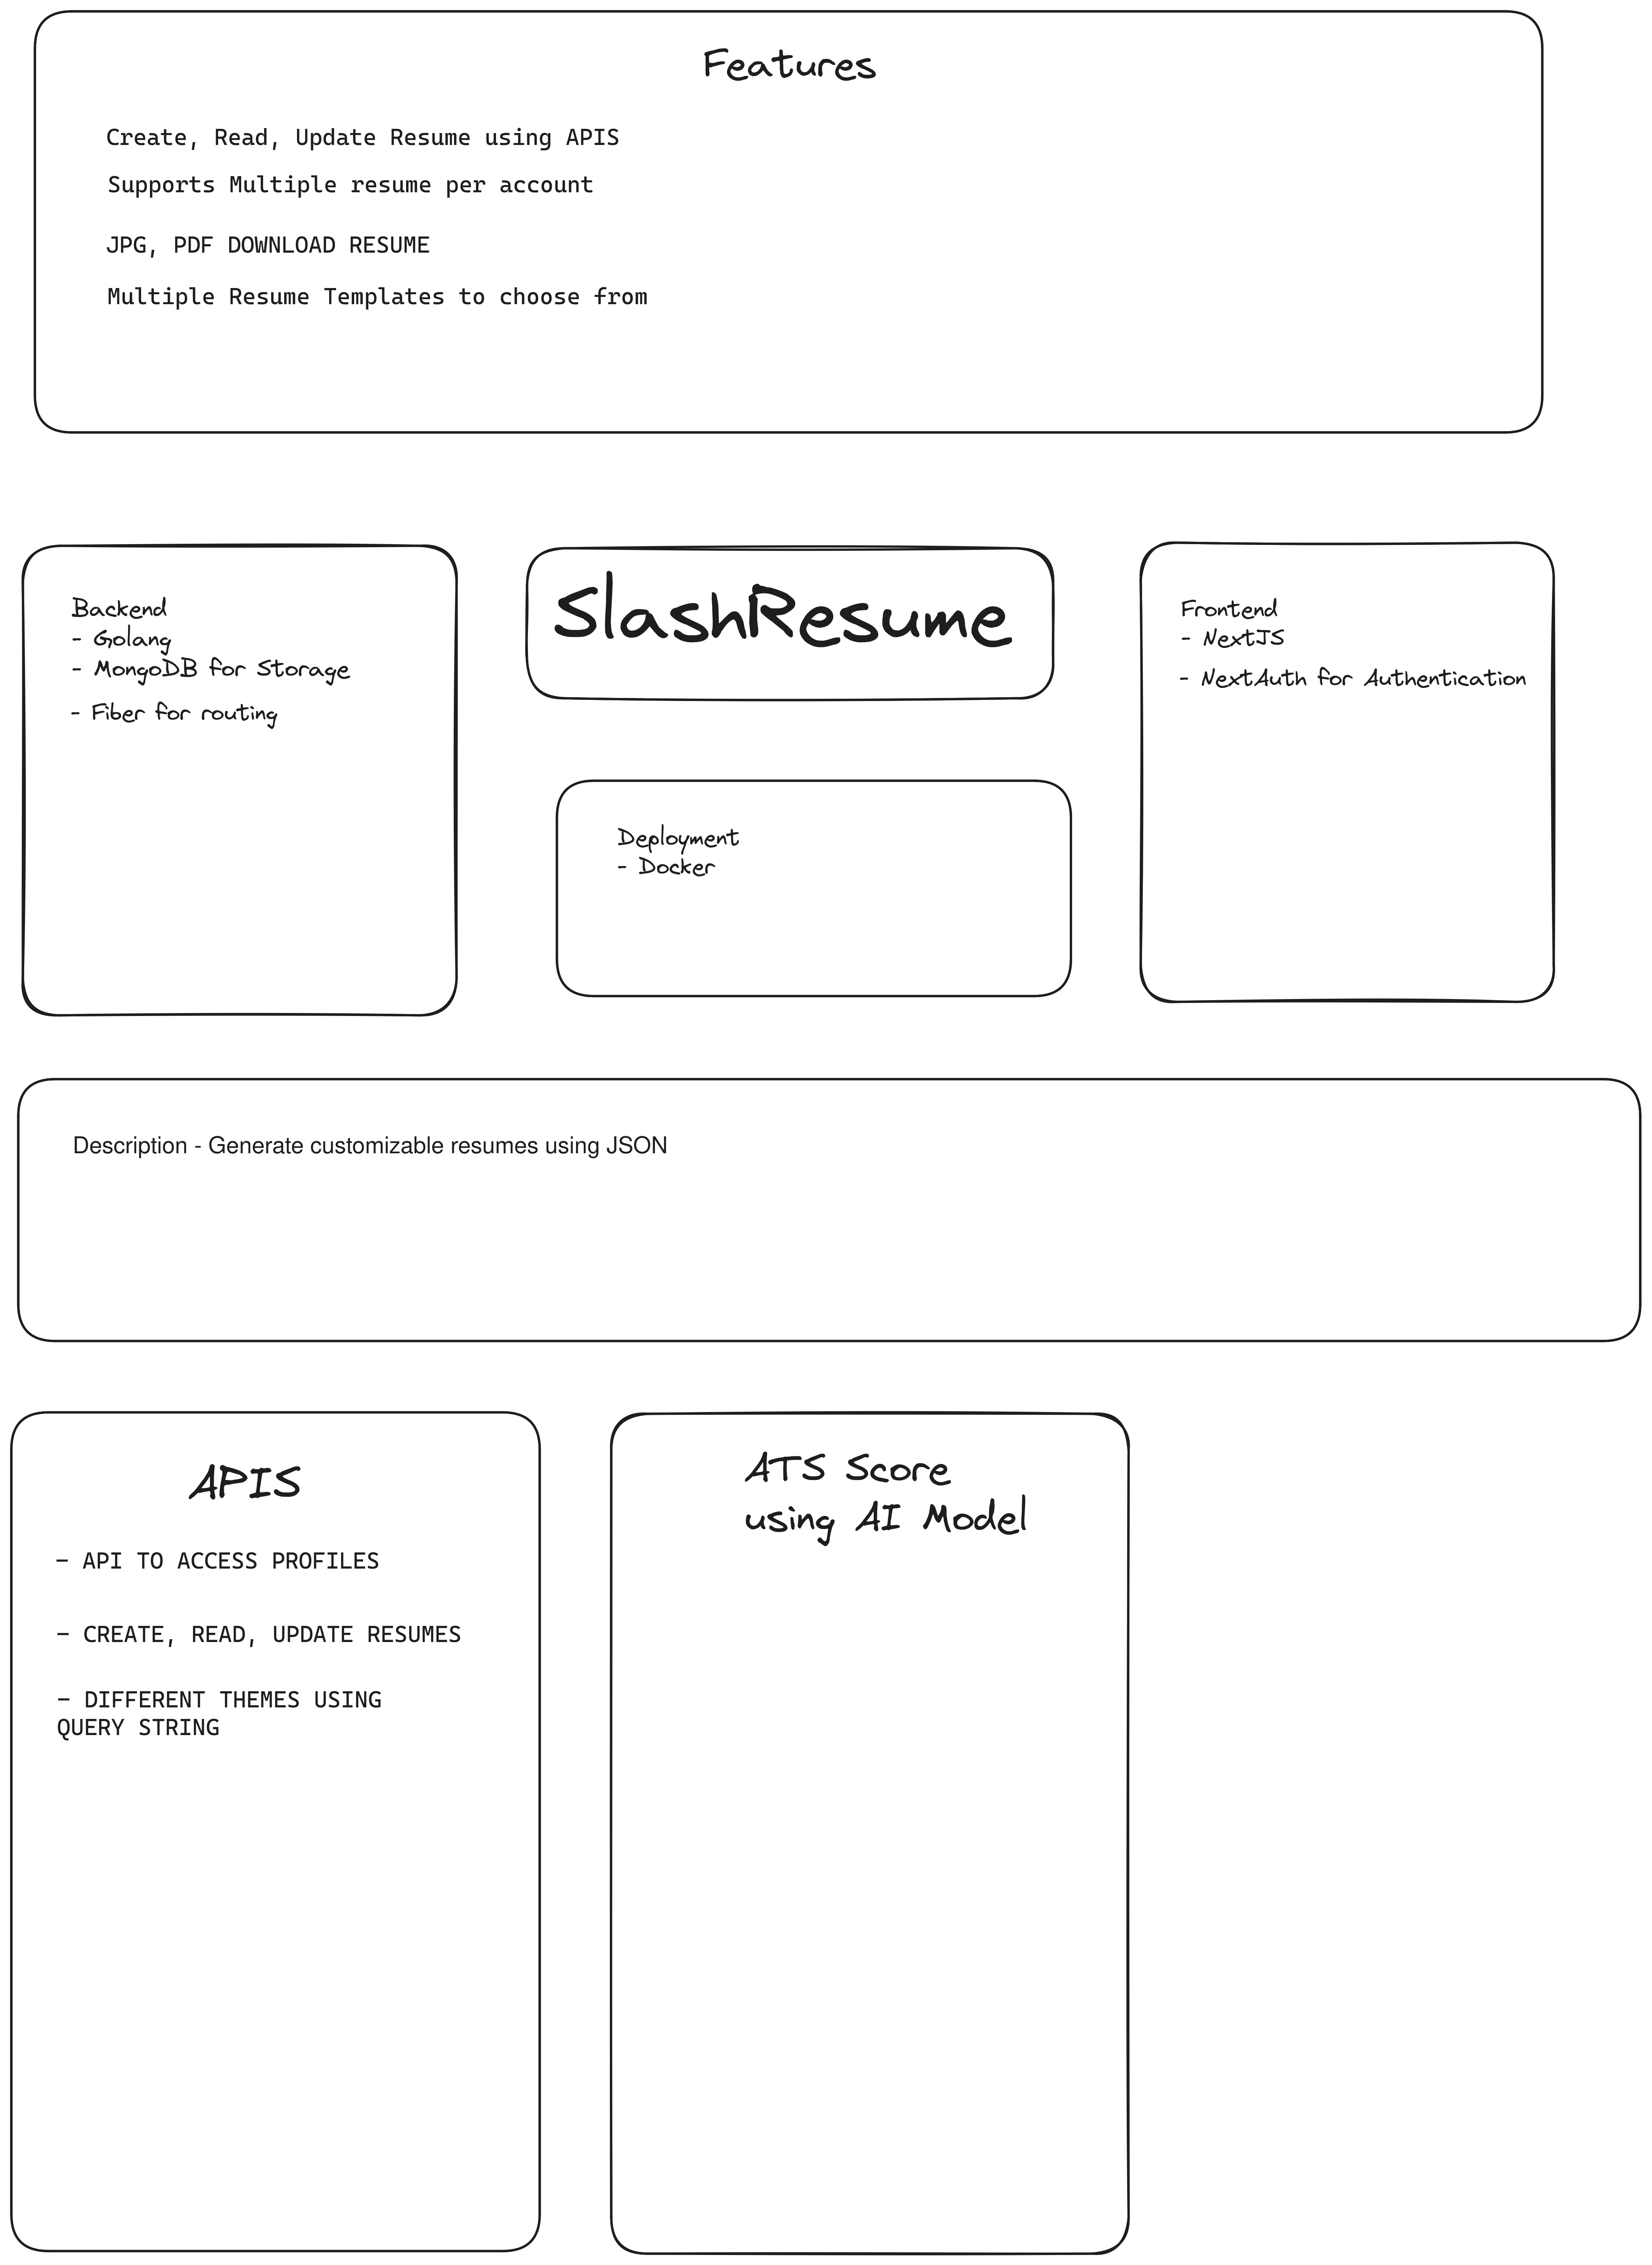 Features
Create, Read, Update Resume using APIS
Supports Multiple resume per account
JPG, PDF DOWNLOAD RESUME
Multiple Resume Templates to choose from
Backend
- Golang
- MongoDB for Storage
- Fiber for routing
SlashResume
Frontend
- NextJS
- NextAuth for Authentication
Deployment
- Docker
Description - Generate customizable resumes using JSON
APIS
- API TO ACCESS PROFILES
- CREATE, READ, UPDATE RESUMES
- DIFFERENT THEMES USING
QUERY STRING
ATS Score
using AI Model